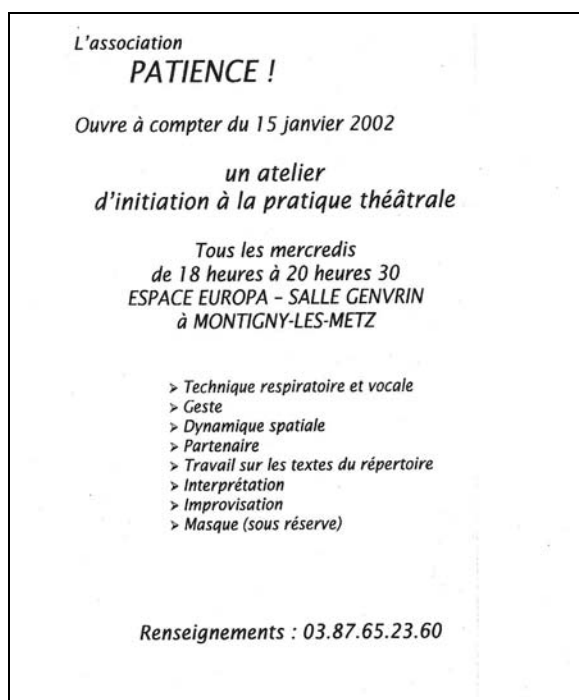 L'association
PATIENCE !
Ouvre à compter du 15 janvier 2002
un atelier
d'initiation à la pratique théâtrale
Tous les mercredis
de 18 heures à 20 heures 30
ESPACE EUROPA – SALLE GENVRIN
à MONTIGNY-LES-METZ
➢ Technique respiratoire et vocale
➢ Geste
➢ Dynamique spatiale
➢ Partenaire
➢ Travail sur les textes du répertoire
➢ Interprétation
➢ Improvisation
➢ Masque (sous réserve)
Renseignements : 03.87.65.23.60